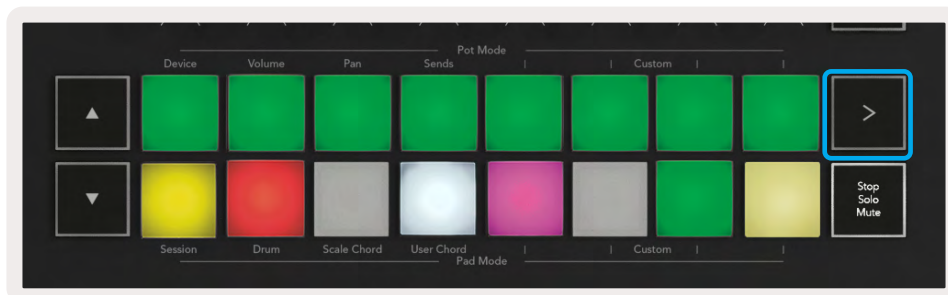 Pot Mode
Device Volume Pan Sends Custom
▲ >
▼ Stop
Solo
Mute
Session Drum Scale Chord User Chord Custom
Pad Mode